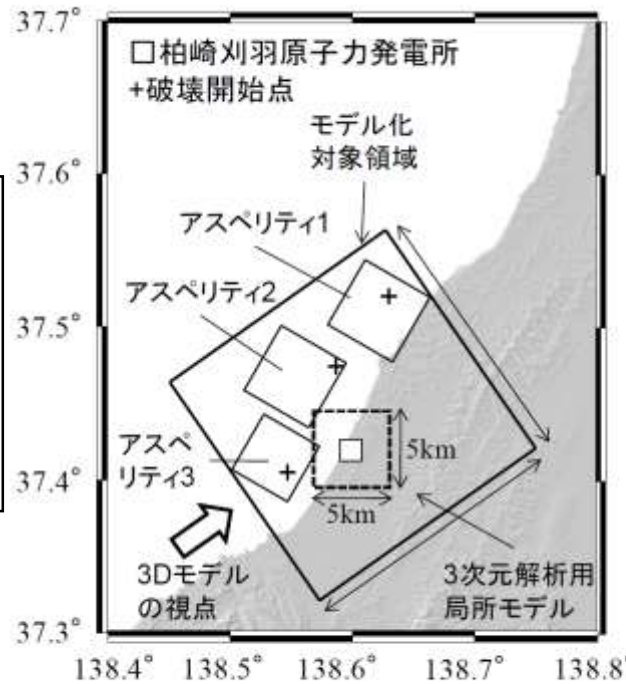 37.7°
□柏崎刈羽原子力発電所
+破壊開始点
モデル化
対象領域
37.6°
アスペリティ1
アスペリティ2
37.5°
アスペ
リティ3
5km
37.4°
5km
3Dモデル
の視点
3次元解析用
局所モデル
37.3°
138.4° 138.5° 138.6° 138.7° 138.8°